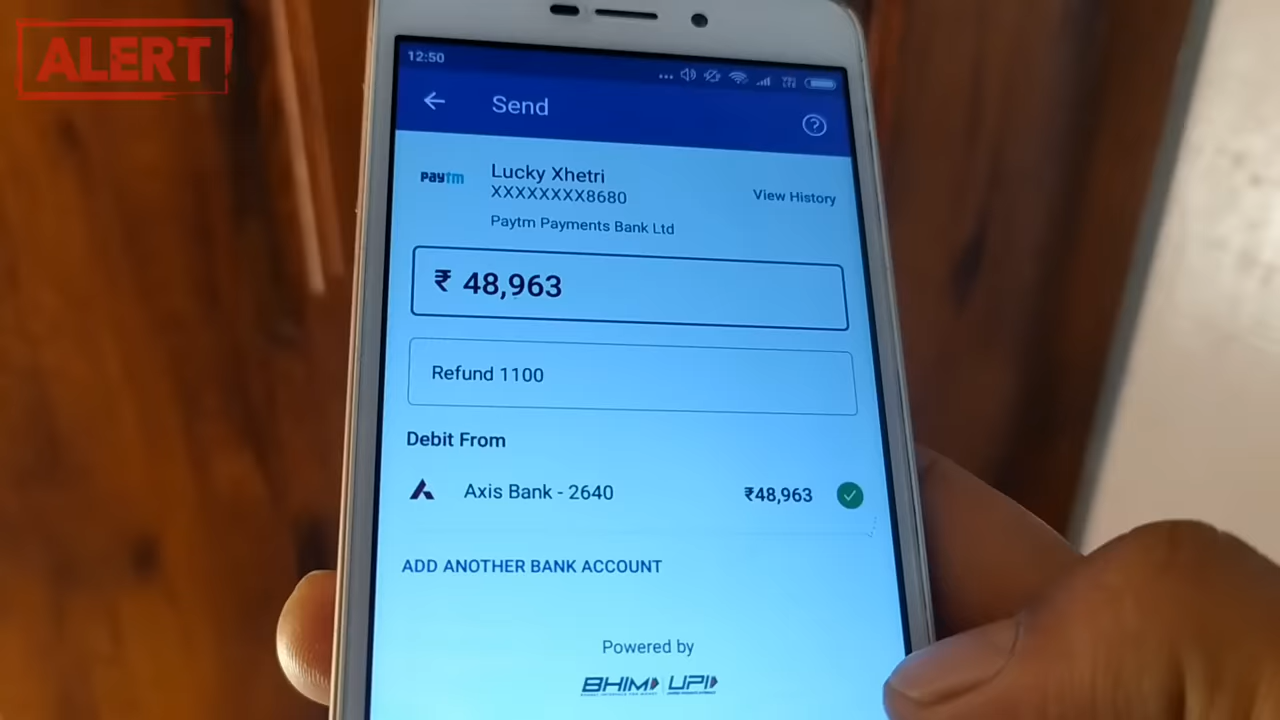 ALERT
12:50
Send
?
paytm
Lucky Xhetri
XXXXXXXX8680
View History
Paytm Payments Bank Ltd
₹ 48,963
Refund 1100
Debit From
Axis Bank - 2640
₹48,963
ADD ANOTHER BANK ACCOUNT
Powered by
BHIM UPI